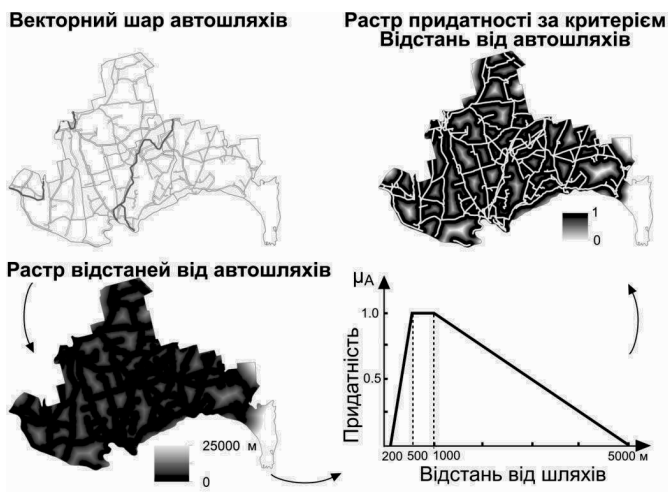 Векторний шар автошляхів
Растр придатності за критерієм
Відстань від автошляхів
1
0
Растр відстаней від автошляхів
25000 м
0
μA
1.0
0.5
Придатність
200 500 1000 5000 м
Відстань від шляхів